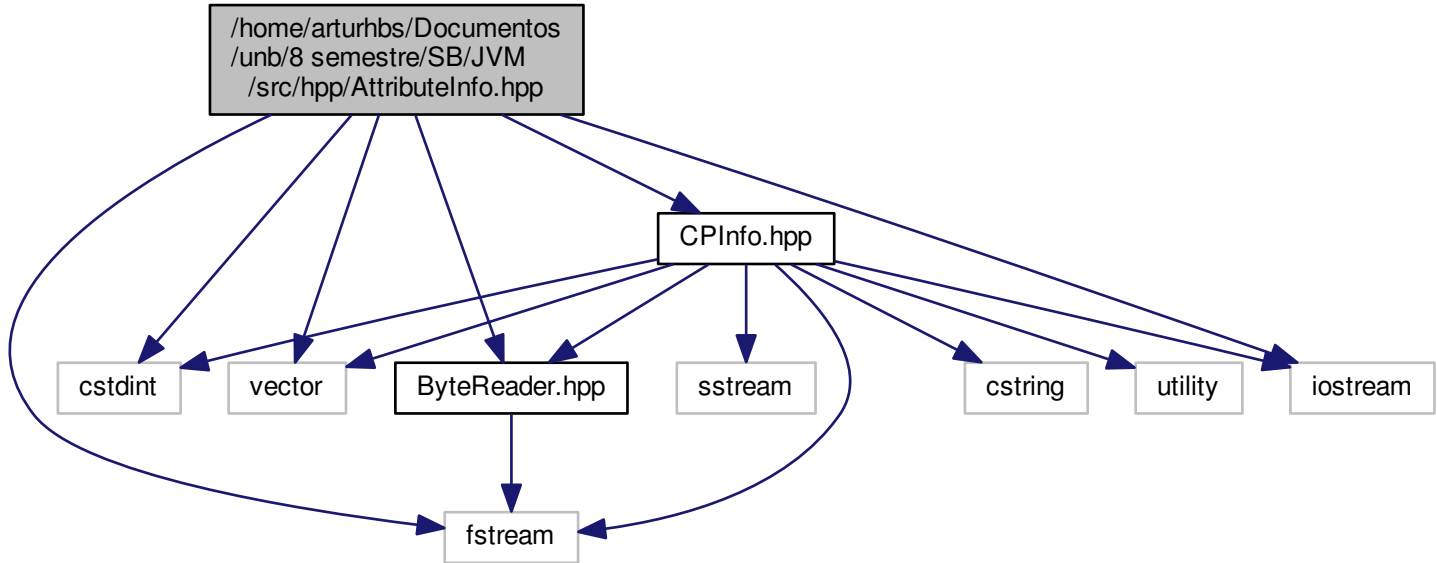 /home/arturhbs/Documentos
/unb/8 semestre/SB/JVM
/src/hpp/AttributeInfo.hpp
CPInfo.hpp
cstdint
vector
ByteReader.hpp
sstream
cstring
utility
iostream
fstream